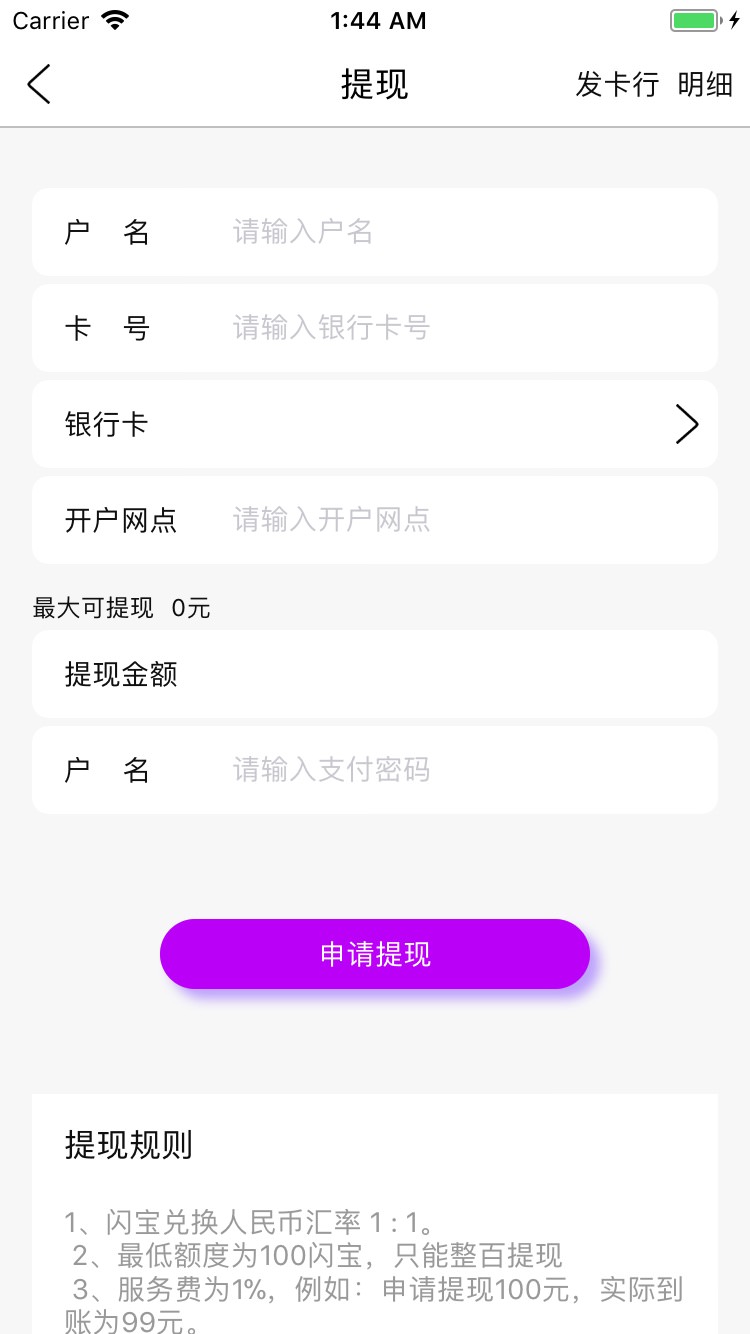 Carrier 1:44 AM
提现 发卡行 明细
户 名 请输入户名
卡 号 请输入银行卡号
银行卡
开户网点 请输入开户网点
最大可提现 0元
提现金额
户 名 请输入支付密码
申请提现
提现规则
1、闪宝兑换人民币汇率 1 : 1。
2、最低额度为100闪宝，只能整百提现
3、服务费为1%，例如：申请提现100元，实际到
账为99元。